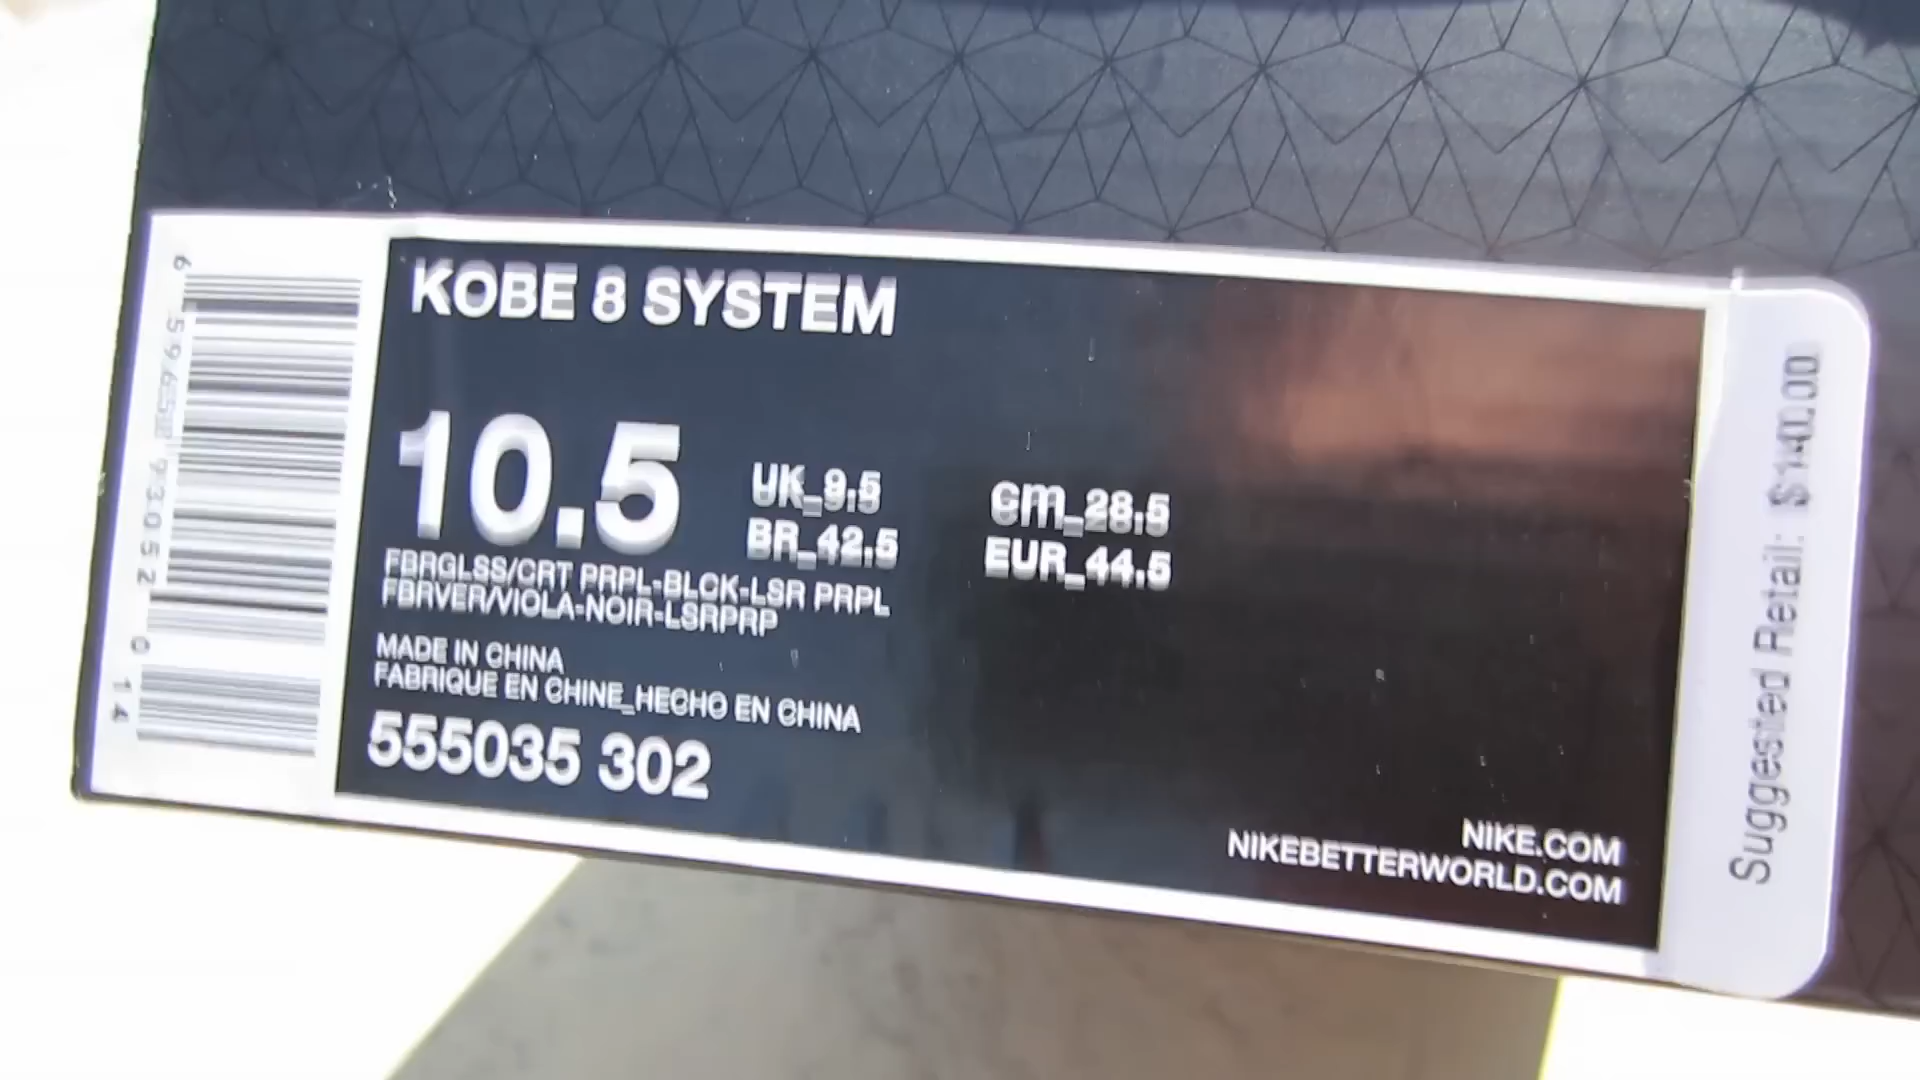 KOBE 8 SYSTEM
10.5
UK_9.5
BR_42.5
cm_28.5
EUR_44.5
FBRGLSS/CRT PRPL-BLCK-LSR PRPL
FBRVER/VIOLA-NOIR-LSRPRP
MADE IN CHINA
FABRIQUE EN CHINE_HECHO EN CHINA
555035 302
NIKE.COM
NIKEBETTERWORLD.COM
Suggested Retail: $140.00